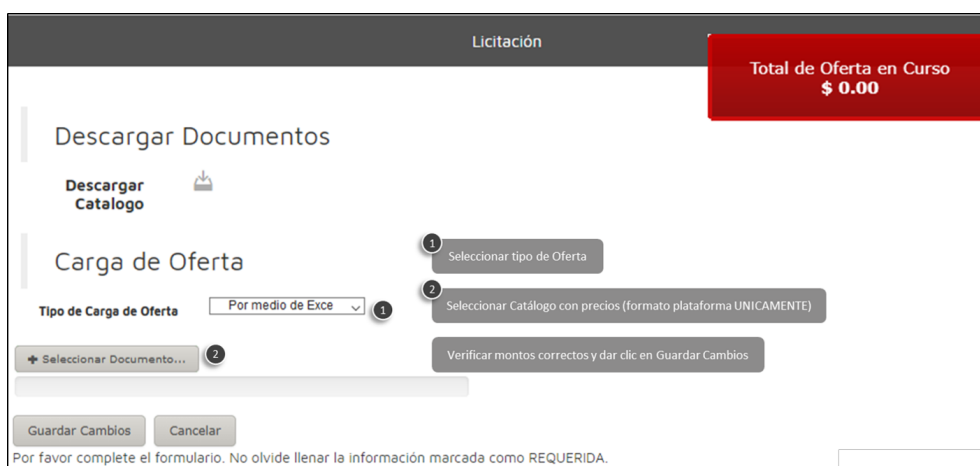 Licitación
Total de Oferta en Curso
$ 0.00
Descargar Documentos
Descargar
Catalogo
Carga de Oferta
1
Seleccionar tipo de Oferta
Tipo de Carga de Oferta
Por medio de Exce
1
2
Seleccionar Catálogo con precios (formato plataforma UNICAMENTE)
+ Seleccionar Documento...
2
Verificar montos correctos y dar clic en Guardar Cambios
Guardar Cambios
Cancelar
Por favor complete el formulario. No olvide llenar la información marcada como REQUERIDA.